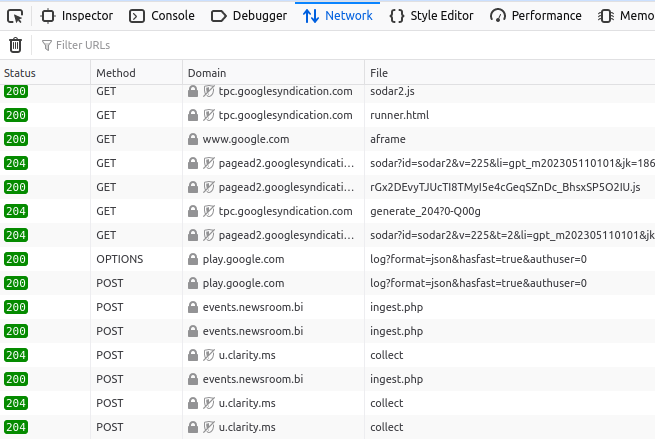 Inspector Console Debugger Network Style Editor Performance Memo
Filter URLs
Status Method Domain File
200 GET tpc.googlesyndication.com sodar2.js
200 GET tpc.googlesyndication.com runner.html
200 GET www.google.com aframe
204 GET pagead2.googlesyndicati... sodar?id=sodar2&v=225&li=gpt_m202305110101&jk=186
200 GET pagead2.googlesyndicati... rGx2DEvyTJUcTI8TMyI5e4cGeqSZnDc_BhsxSP5O2IU.js
204 GET tpc.googlesyndication.com generate_204?0-Q00g
204 GET pagead2.googlesyndicati... sodar?id=sodar2&v=225&t=2&li=gpt_m202305110101&jk
200 OPTIONS play.google.com log?format=json&hasfast=true&authuser=0
200 POST play.google.com log?format=json&hasfast=true&authuser=0
200 POST events.newsroom.bi ingest.php
200 POST events.newsroom.bi ingest.php
204 POST u.clarity.ms collect
200 POST events.newsroom.bi ingest.php
204 POST u.clarity.ms collect
204 POST u.clarity.ms collect